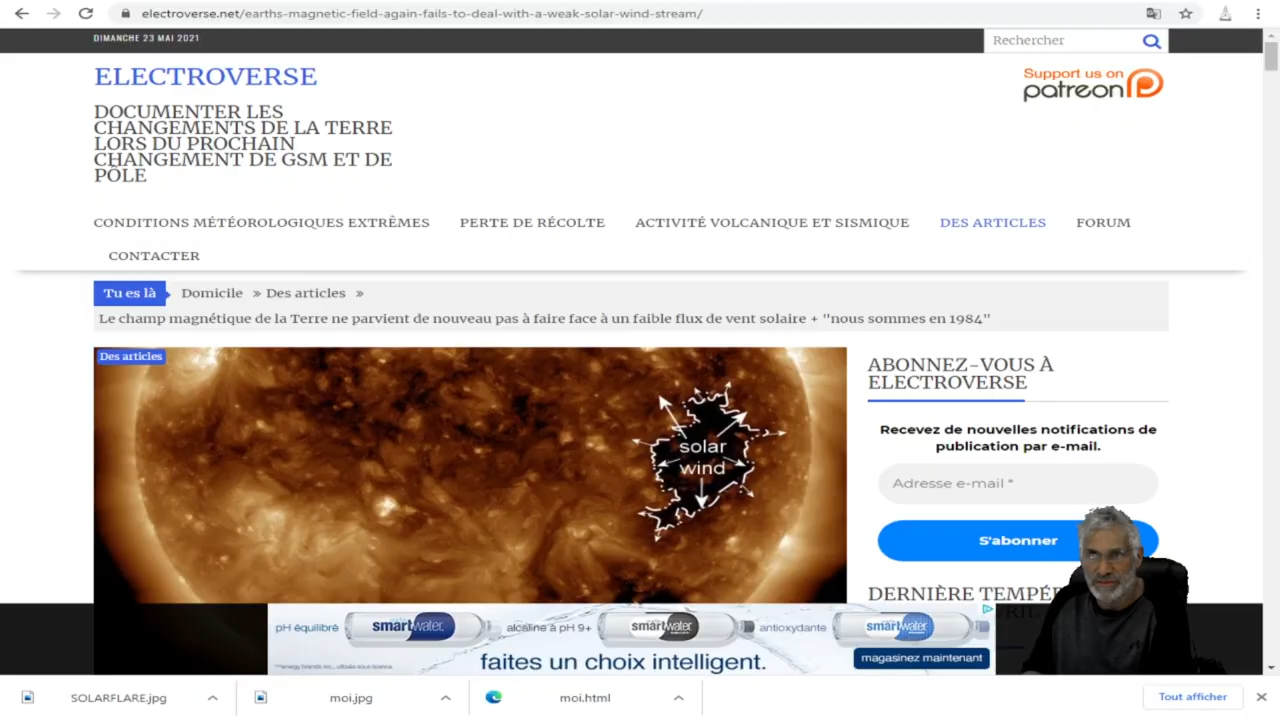 electroverse.net/earths-magnetic-field-again-fails-to-deal-with-a-weak-solar-wind-stream/
DIMANCHE 23 MAI 2021
Rechercher
ELECTROVERSE
Support us on
patreon
DOCUMENTER LES
CHANGEMENTS DE LA TERRE
LORS DU PROCHAIN
CHANGEMENT DE GSM ET DE
PÔLE
CONDITIONS MÉTÉOROLOGIQUES EXTRÊMES PERTE DE RÉCOLTE ACTIVITÉ VOLCANIQUE ET SISMIQUE DES ARTICLES FORUM
CONTACTER
Tu es là Domicile » Des articles »
Le champ magnétique de la Terre ne parvient de nouveau pas à faire face à un faible flux de vent solaire + "nous sommes en 1984"
Des articles
solar
wind
ABONNEZ-VOUS À
ELECTROVERSE
Recevez de nouvelles notifications de
publication par e-mail.
Adresse e-mail *
S'abonner
DERNIÈRE
pH équilibré smartwater. alcaline à pH 9+ smartwater. antioxydante smartwater.
faites un choix intelligent.
magasinez maintenant
SOLARFLARE.jpg moi.jpg moi.html Tout afficher